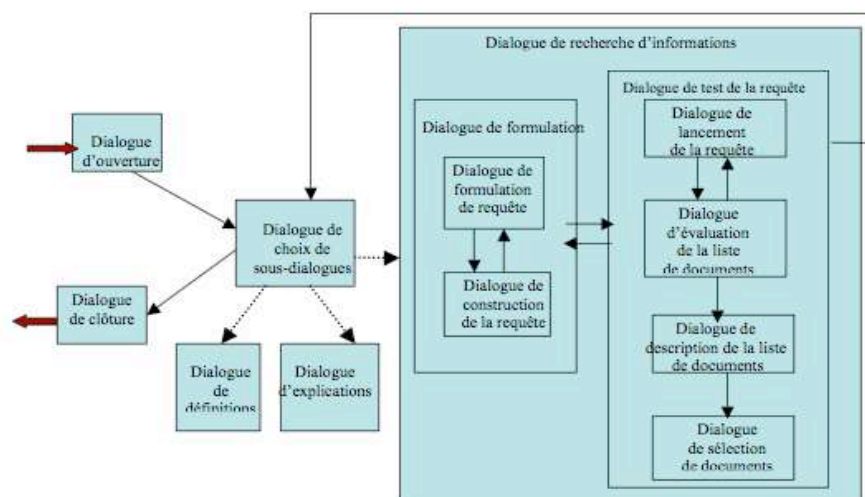 Dialogue de recherche d'informations
Dialogue de test de la requête
Dialogue de
lancement
de la requête
Dialogue
d'ouverture
Dialogue de formulation
Dialogue de
formulation
de requête
Dialogue de
choix de
sous-dialogues
Dialogue
d'évaluation
de la liste
de documents
Dialogue de
construction
de la requête
Dialogue
de clôture
Dialogue de
description de la liste
de documents
Dialogue
de
définitions
Dialogue
d'explications
Dialogue
de sélection
de documents